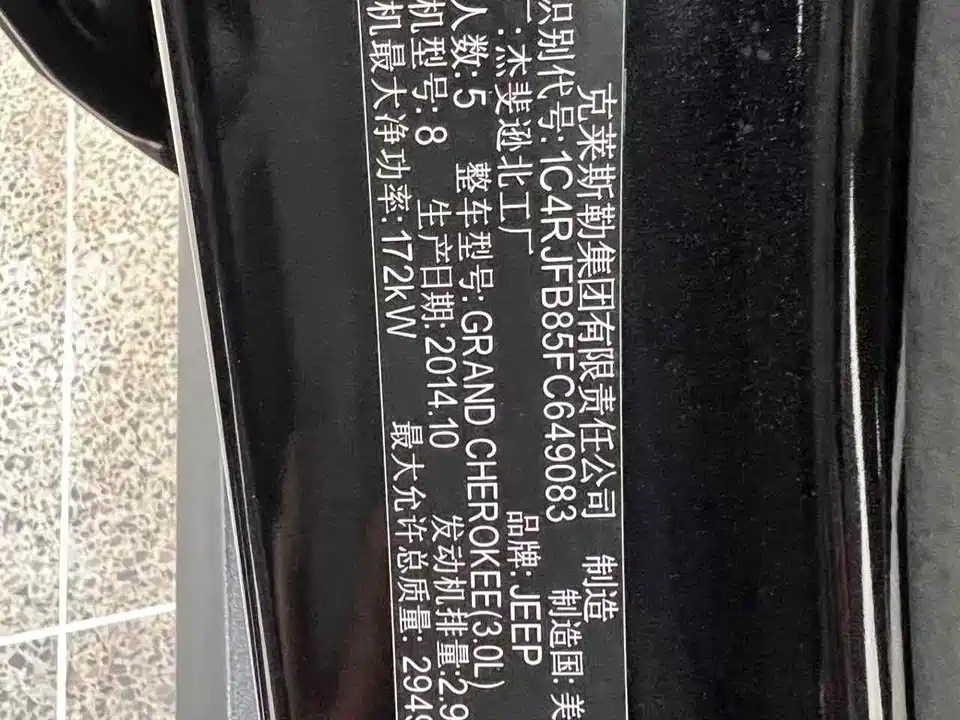 克莱斯勒集团有限责任公司 制造
识别代号:1C4RJFB85FC649083 制造国: 美
: 杰斐逊北工厂 品牌: JEEP
人数: 5 整车型号: GRAND CHEROKEE(3.0L)
机型号: 8 生产日期: 2014.10 发动机排量:2.9
机最大净功率: 172kW 最大允许总质量: 294